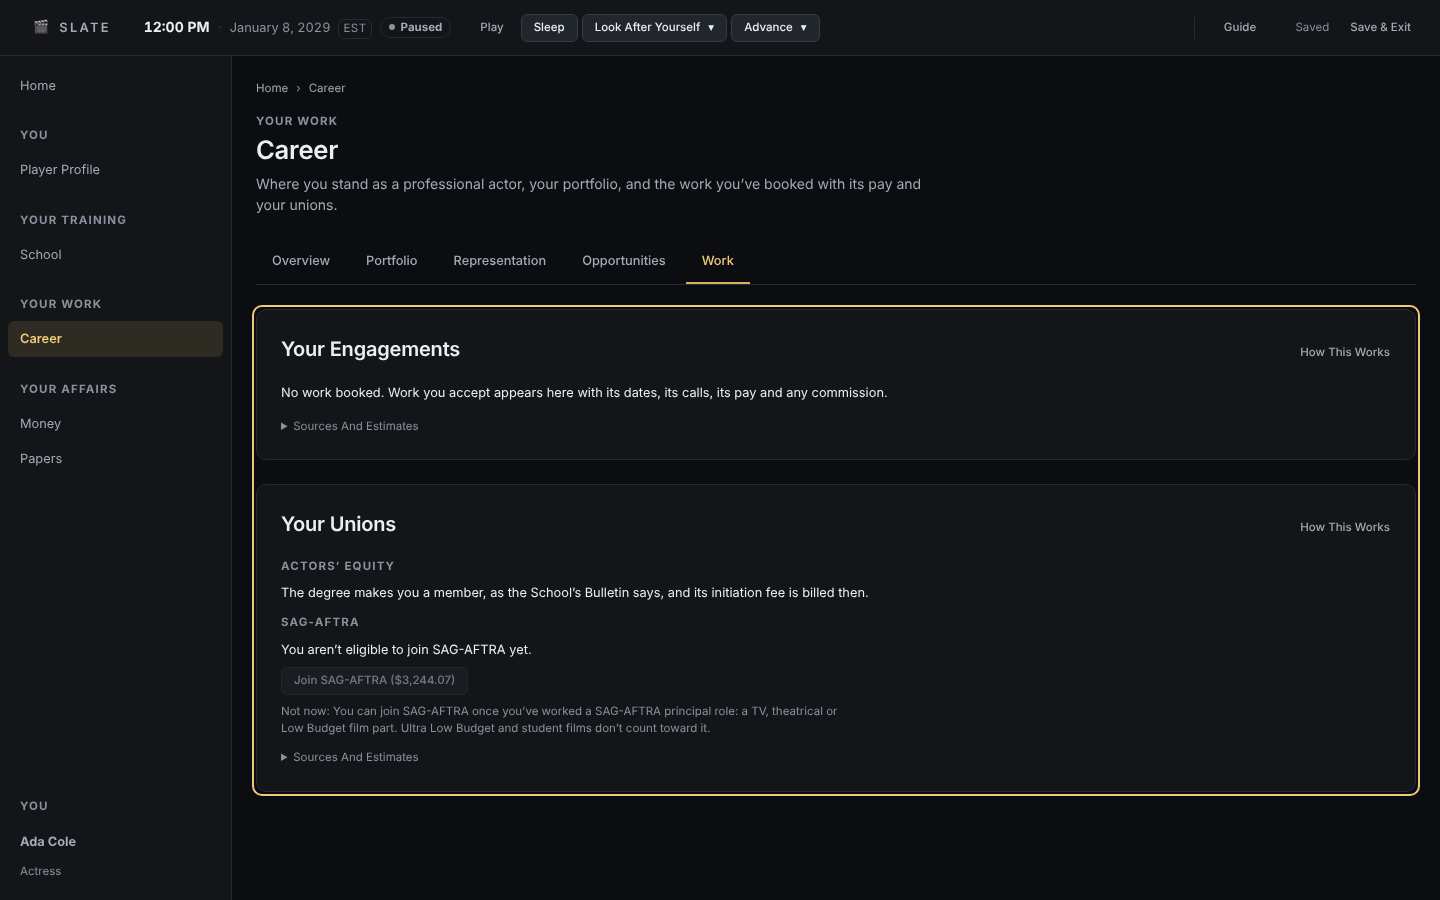 SLATE
12:00 PM · January 8, 2029 EST Paused Play Sleep Look After Yourself ▾ Advance ▾ Guide Saved Save & Exit
Home
YOU
Player Profile
YOUR TRAINING
School
YOUR WORK
Career
YOUR AFFAIRS
Money
Papers
YOU
Ada Cole
Actress
Home › Career
YOUR WORK
Career
Where you stand as a professional actor, your portfolio, and the work you’ve booked with its pay and
your unions.
Overview Portfolio Representation Opportunities Work
Your Engagements How This Works
No work booked. Work you accept appears here with its dates, its calls, its pay and any commission.
▶ Sources And Estimates
Your Unions How This Works
ACTORS’ EQUITY
The degree makes you a member, as the School’s Bulletin says, and its initiation fee is billed then.
SAG-AFTRA
You aren’t eligible to join SAG-AFTRA yet.
Join SAG-AFTRA ($3,244.07)
Not now: You can join SAG-AFTRA once you’ve worked a SAG-AFTRA principal role: a TV, theatrical or
Low Budget film part. Ultra Low Budget and student films don’t count toward it.
▶ Sources And Estimates